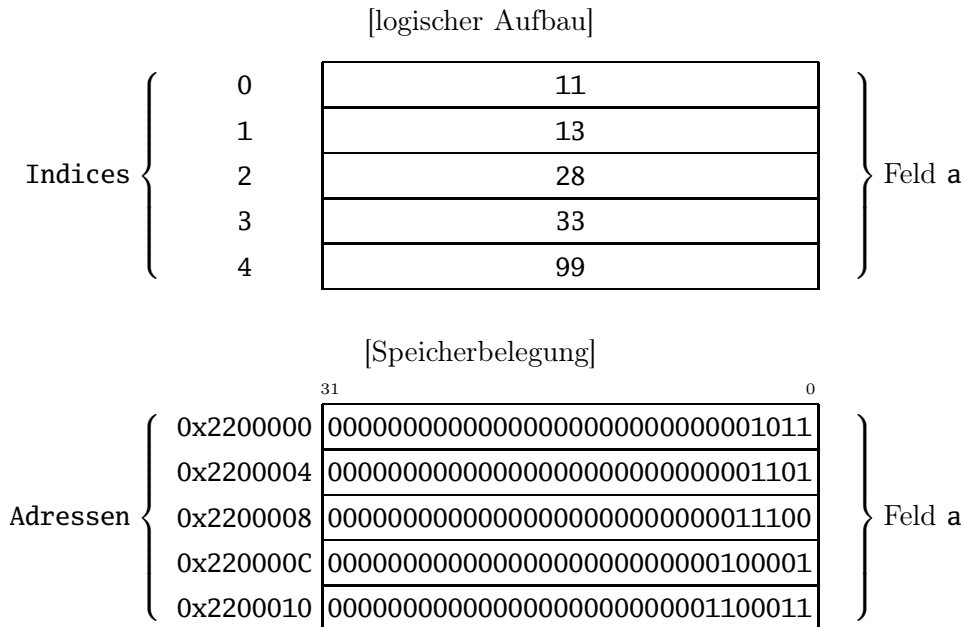 [logischer Aufbau]
0 11
1 13
Indices 2 28 Feld a
3 33
4 99
[Speicherbelegung]
31 0
0x2200000 00000000000000000000000000001011
0x2200004 00000000000000000000000000001101
Adressen 0x2200008 00000000000000000000000000011100 Feld a
0x220000C 00000000000000000000000000100001
0x2200010 00000000000000000000000001100011